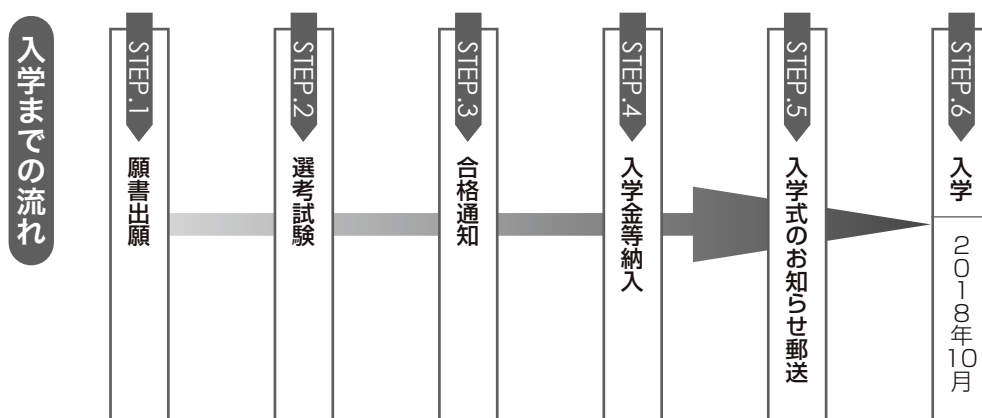 入学までの流れ
STEP.1
願書出願
STEP.2
選考試験
STEP.3
合格通知
STEP.4
入学金等納入
STEP.5
入学式のお知らせ郵送
STEP.6
入学
2018年10月